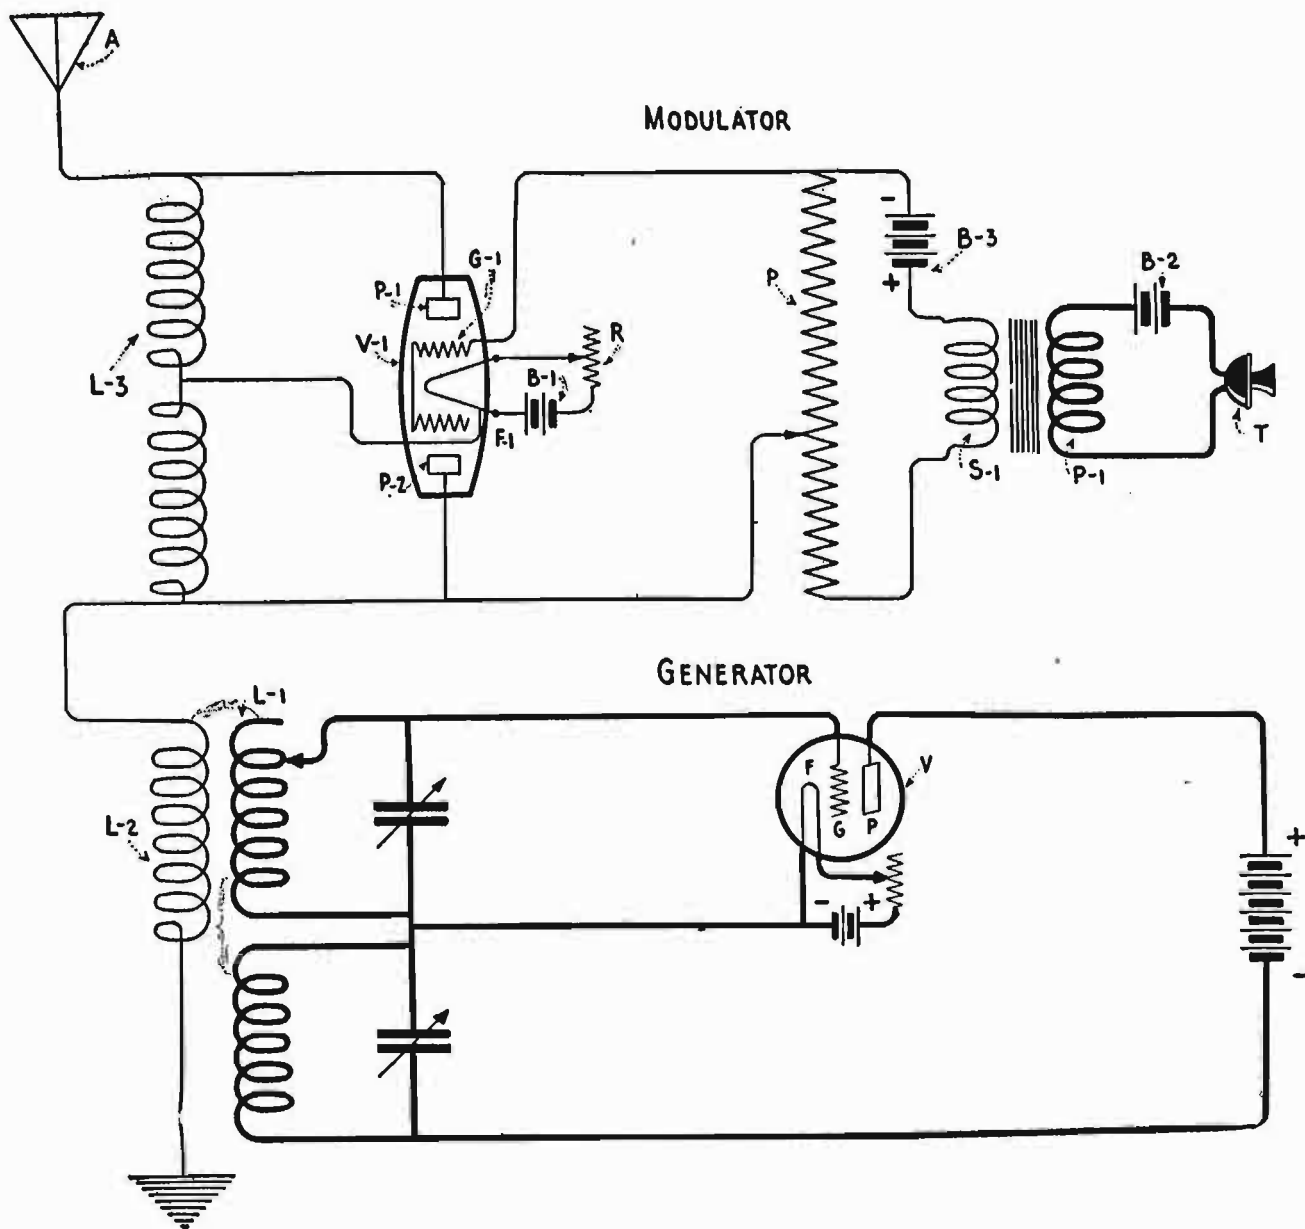 A
MODULATOR
G-1
P-1
V-1
L-3
R
B-1
F-1
P-2
P
-
B-3
+
B-2
S-1
P-1
T
GENERATOR
L-1
L-2
F
G
P
V
-
+
+
-